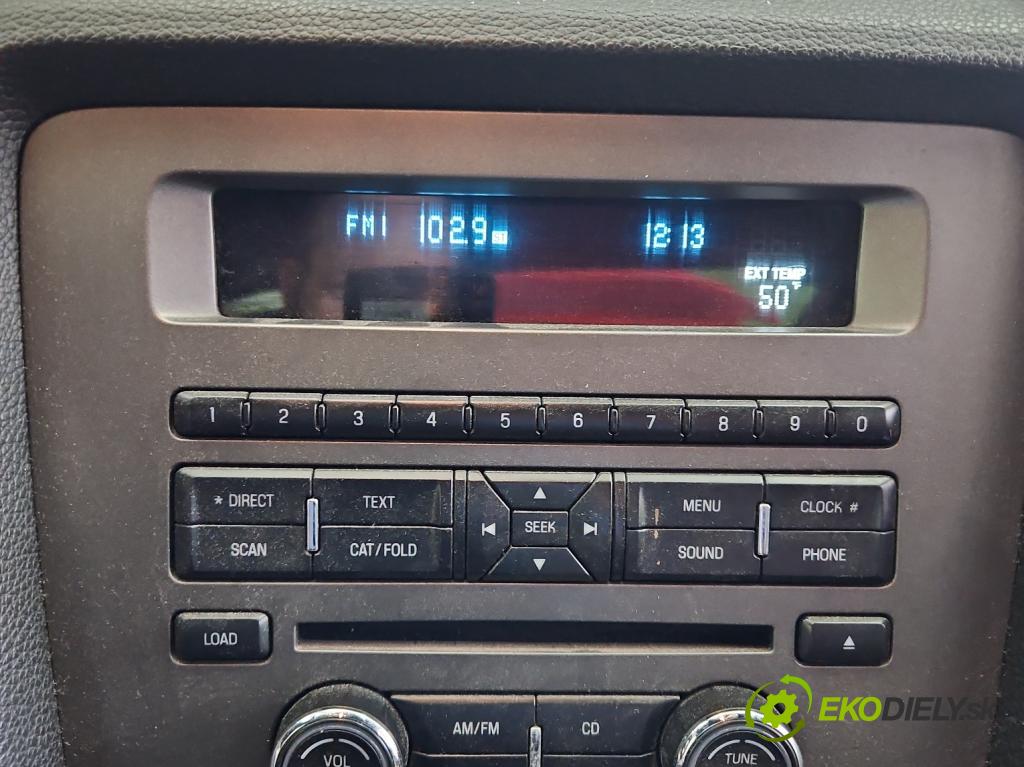 FM1 102.9 ST 12:13
EXT TEMP
50 °F
1 2 3 4 5 6 7 8 9 0
* DIRECT TEXT MENU CLOCK #
SEEK
SCAN CAT/FOLD SOUND PHONE
LOAD
AM/FM CD
VOL TUNE
EKODIELY.sk